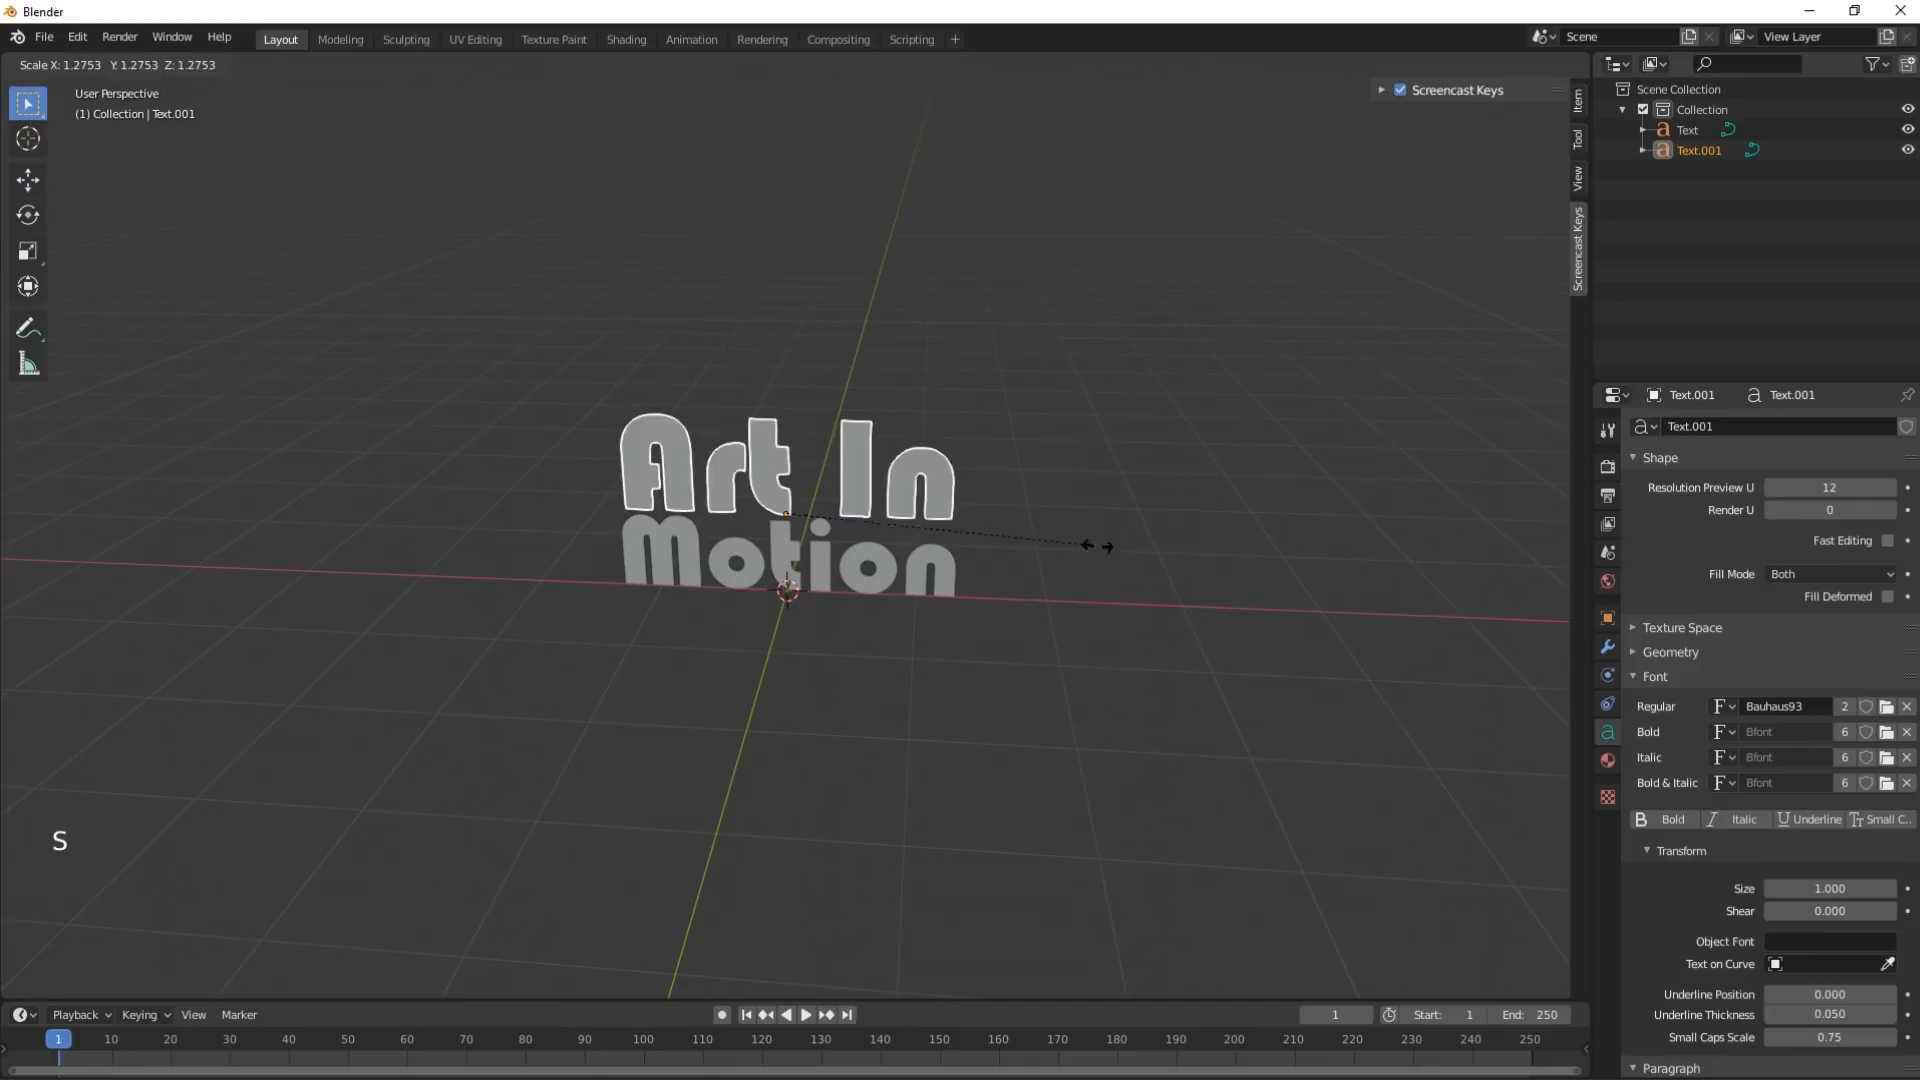 Blender
File Edit Render Window Help
Layout Modeling Sculpting UV Editing Texture Paint Shading Animation Rendering Compositing Scripting +
Scene
View Layer
Scale X: 1.2753 Y: 1.2753 Z: 1.2753
User Perspective
(1) Collection | Text.001
Screencast Keys
Item
Tool
View
Screencast Keys
Scene Collection
Collection
Text
Text.001
Art In
Motion
S
Text.001 Text.001
Text.001
Shape
Resolution Preview U 12
Render U 0
Fast Editing
Fill Mode Both
Fill Deformed
Texture Space
Geometry
Font
Regular Bauhaus93 2
Bold Bfont 6
Italic Bfont 6
Bold & Italic Bfont 6
Bold Italic Underline Small C..
Transform
Size 1.000
Shear 0.000
Object Font
Text on Curve
Underline Position 0.000
Underline Thickness 0.050
Small Caps Scale 0.75
Paragraph
Playback Keying View Marker
1 Start: 1 End: 250
1 10 20 30 40 50 60 70 80 90 100 110 120 130 140 150 160 170 180 190 200 210 220 230 240 250